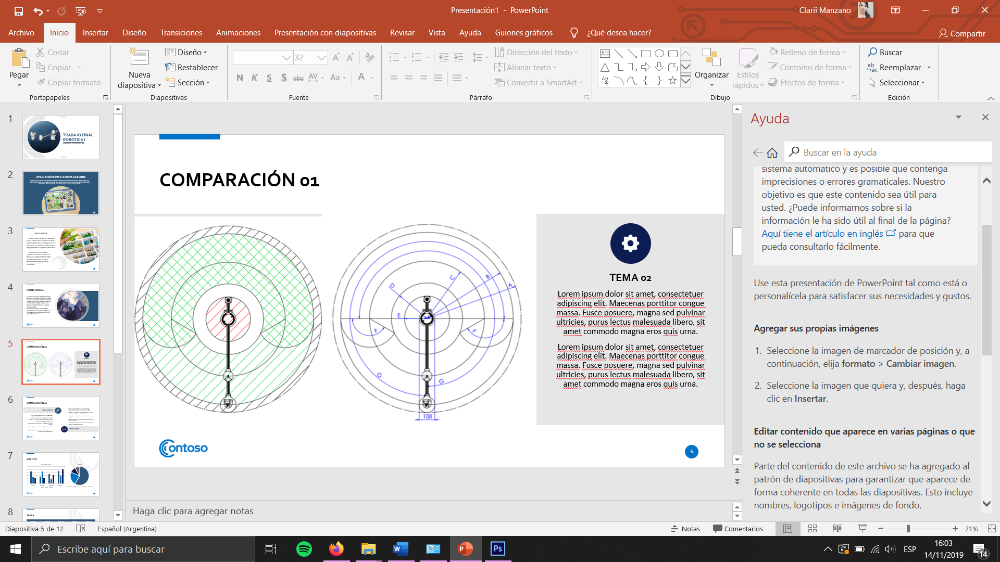 Presentación1 - PowerPoint
Clarii Manzano
Archivo
Inicio
Insertar
Diseño
Transiciones
Animaciones
Presentación con diapositivas
Revisar
Vista
Ayuda
Guiones gráficos
¿Qué desea hacer?
Compartir
Pegar
Cortar
Copiar
Copiar formato
Portapapeles
Nueva
diapositiva
Diseño
Restablecer
Sección
Diapositivas
32
N K S S abc AV Aa A
Fuente
Dirección del texto
Alinear texto
Convertir a SmartArt
Párrafo
Organizar
Estilos
rápidos
Relleno de forma
Contorno de forma
Efectos de forma
Dibujo
Buscar
Reemplazar
Seleccionar
Edición
1
TRABAJO FINAL
ROBÓTICA I
2
APLICACIÓN: PICK AND PLACE ARM
3
APLICACIÓN
4
CONTENIDO 02
5
COMPARACIÓN 01
6
COMPARACIÓN 02
7
GRÁFICO
8
TABLA
COMPARACIÓN 01
A
B
C
D
E
F
F
G
G
108
TEMA 02
Lorem ipsum dolor sit amet, consectetuer
adipiscing elit. Maecenas porttitor congue
massa. Fusce posuere, magna sed pulvinar
ultricies, purus lectus malesuada libero, sit
amet commodo magna eros quis urna.
Lorem ipsum dolor sit amet, consectetuer
adipiscing elit. Maecenas porttitor congue
massa. Fusce posuere, magna sed pulvinar
ultricies, purus lectus malesuada libero, sit
amet commodo magna eros quis urna.
Contoso
5
Haga clic para agregar notas
Ayuda
Buscar en la ayuda
sistema automático y es posible que contenga
imprecisiones o errores gramaticales. Nuestro
objetivo es que este contenido sea útil para
usted. ¿Puede informarnos sobre si la
información le ha sido útil al final de la página?
Aquí tiene el artículo en inglés para que
pueda consultarlo fácilmente.
Use esta presentación de PowerPoint tal como está o
personalícela para satisfacer sus necesidades y gustos.
Agregar sus propias imágenes
1. Seleccione la imagen de marcador de posición y, a
continuación, elija formato > Cambiar imagen.
2. Seleccione la imagen que quiera y, después, haga
clic en Insertar.
Editar contenido que aparece en varias páginas o que
no se selecciona
Parte del contenido de este archivo se ha agregado al
patrón de diapositivas para garantizar que aparece de
forma coherente en todas las diapositivas. Esto incluye
nombres, logotipos e imágenes de fondo.
Diapositiva 5 de 12
Español (Argentina)
Notas
Comentarios
71%
Escribe aquí para buscar
ESP
16:03
14/11/2019
14